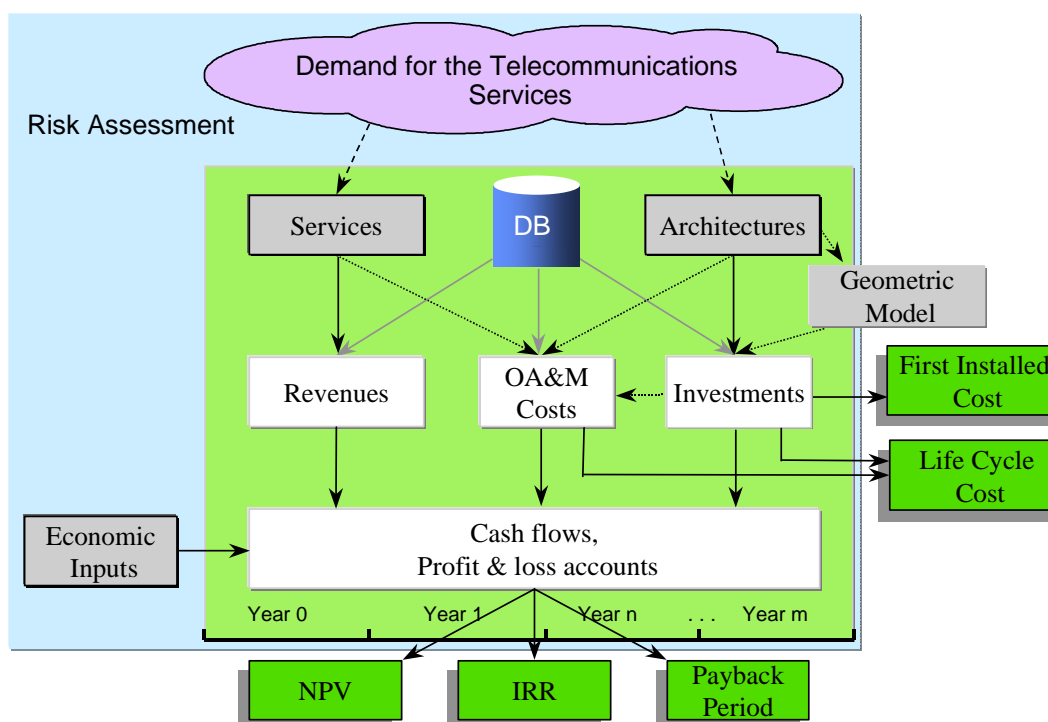 Demand for the Telecommunications
Services
Risk Assessment
Services
DB
Architectures
Geometric
Model
Revenues
OA&M
Costs
Investments
First Installed
Cost
Life Cycle
Cost
Economic
Inputs
Cash flows,
Profit & loss accounts
Year 0 Year 1 Year n . . . Year m
NPV
IRR
Payback
Period